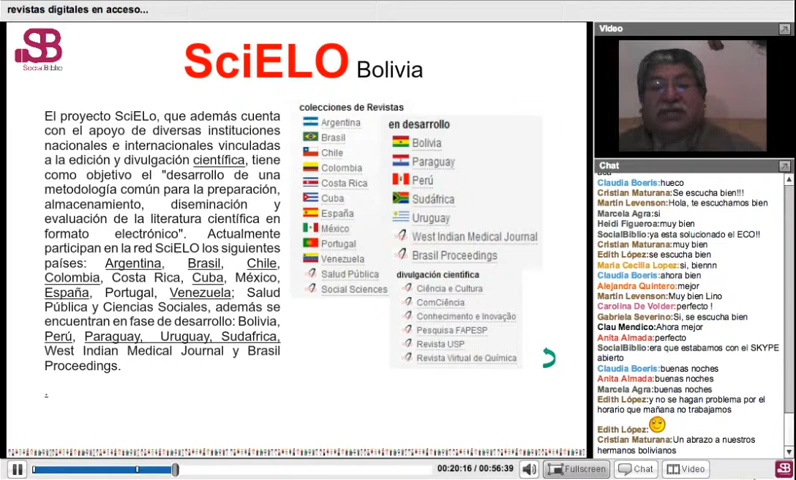 revistas digitales en acceso...
SB
Social Biblio
SciELO Bolivia
El proyecto SciELo, que además cuenta
con el apoyo de diversas instituciones
nacionales e internacionales vinculadas
a la edición y divulgación científica, tiene
como objetivo el "desarrollo de una
metodología común para la preparación,
almacenamiento, diseminación y
evaluación de la literatura científica en
formato electrónico". Actualmente
participan en la red SciELO los siguientes
países: Argentina, Brasil, Chile,
Colombia, Costa Rica, Cuba, México,
España, Portugal, Venezuela; Salud
Pública y Ciencias Sociales, además se
encuentran en fase de desarrollo: Bolivia,
Perú, Paraguay, Uruguay, Sudafrica,
West Indian Medical Journal y Brasil
Proceedings.
colecciones de Revistas
Argentina
Brasil
Chile
Colombia
Costa Rica
Cuba
España
México
Portugal
Venezuela
Salud Pública
Social Sciences
en desarrollo
Bolivia
Paraguay
Perú
Sudáfrica
Uruguay
West Indian Medical Journal
Brasil Proceedings
divulgación científica
Ciência e Cultura
ComCiência
Conhecimento e Inovação
Pesquisa FAPESP
Revista USP
Revista Virtual de Química
Video
Chat
Claudia Boeris:hueco
Cristian Maturana:Se escucha bien!!!
Martin Levenson:Hola, te escuchamos bien
Marcela Agra:si
Heidi Figueroa:muy bien
SocialBiblio:ya esta solucionado el ECO!!
Cristian Maturana:muy bien
Edith López:se escucha bien
Maria Cecilia Lopez:si, biennn
Claudia Boeris:ahora bien
Alejandra Quintero:mejor
Martin Levenson:Muy bien Lino
Carolina De Volder:perfecto !
Gabriela Severino:Si, se escucha bien
Clau Mendico:Ahora mejor
Anita Almada:perfecto
SocialBiblio:era que estabamos con el SKYPE
abierto
Claudia Boeris:buenas noches
Anita Almada:buenas noches
Marcela Agra:buenas noches
Edith López:y no se hagan problema por el
horario que mañana no trabajamos
Edith López:
Cristian Maturana:Un abrazo a nuestros
hermanos bolivianos
00:20:16 / 00:56:39
Fullscreen
Chat
Video
SB